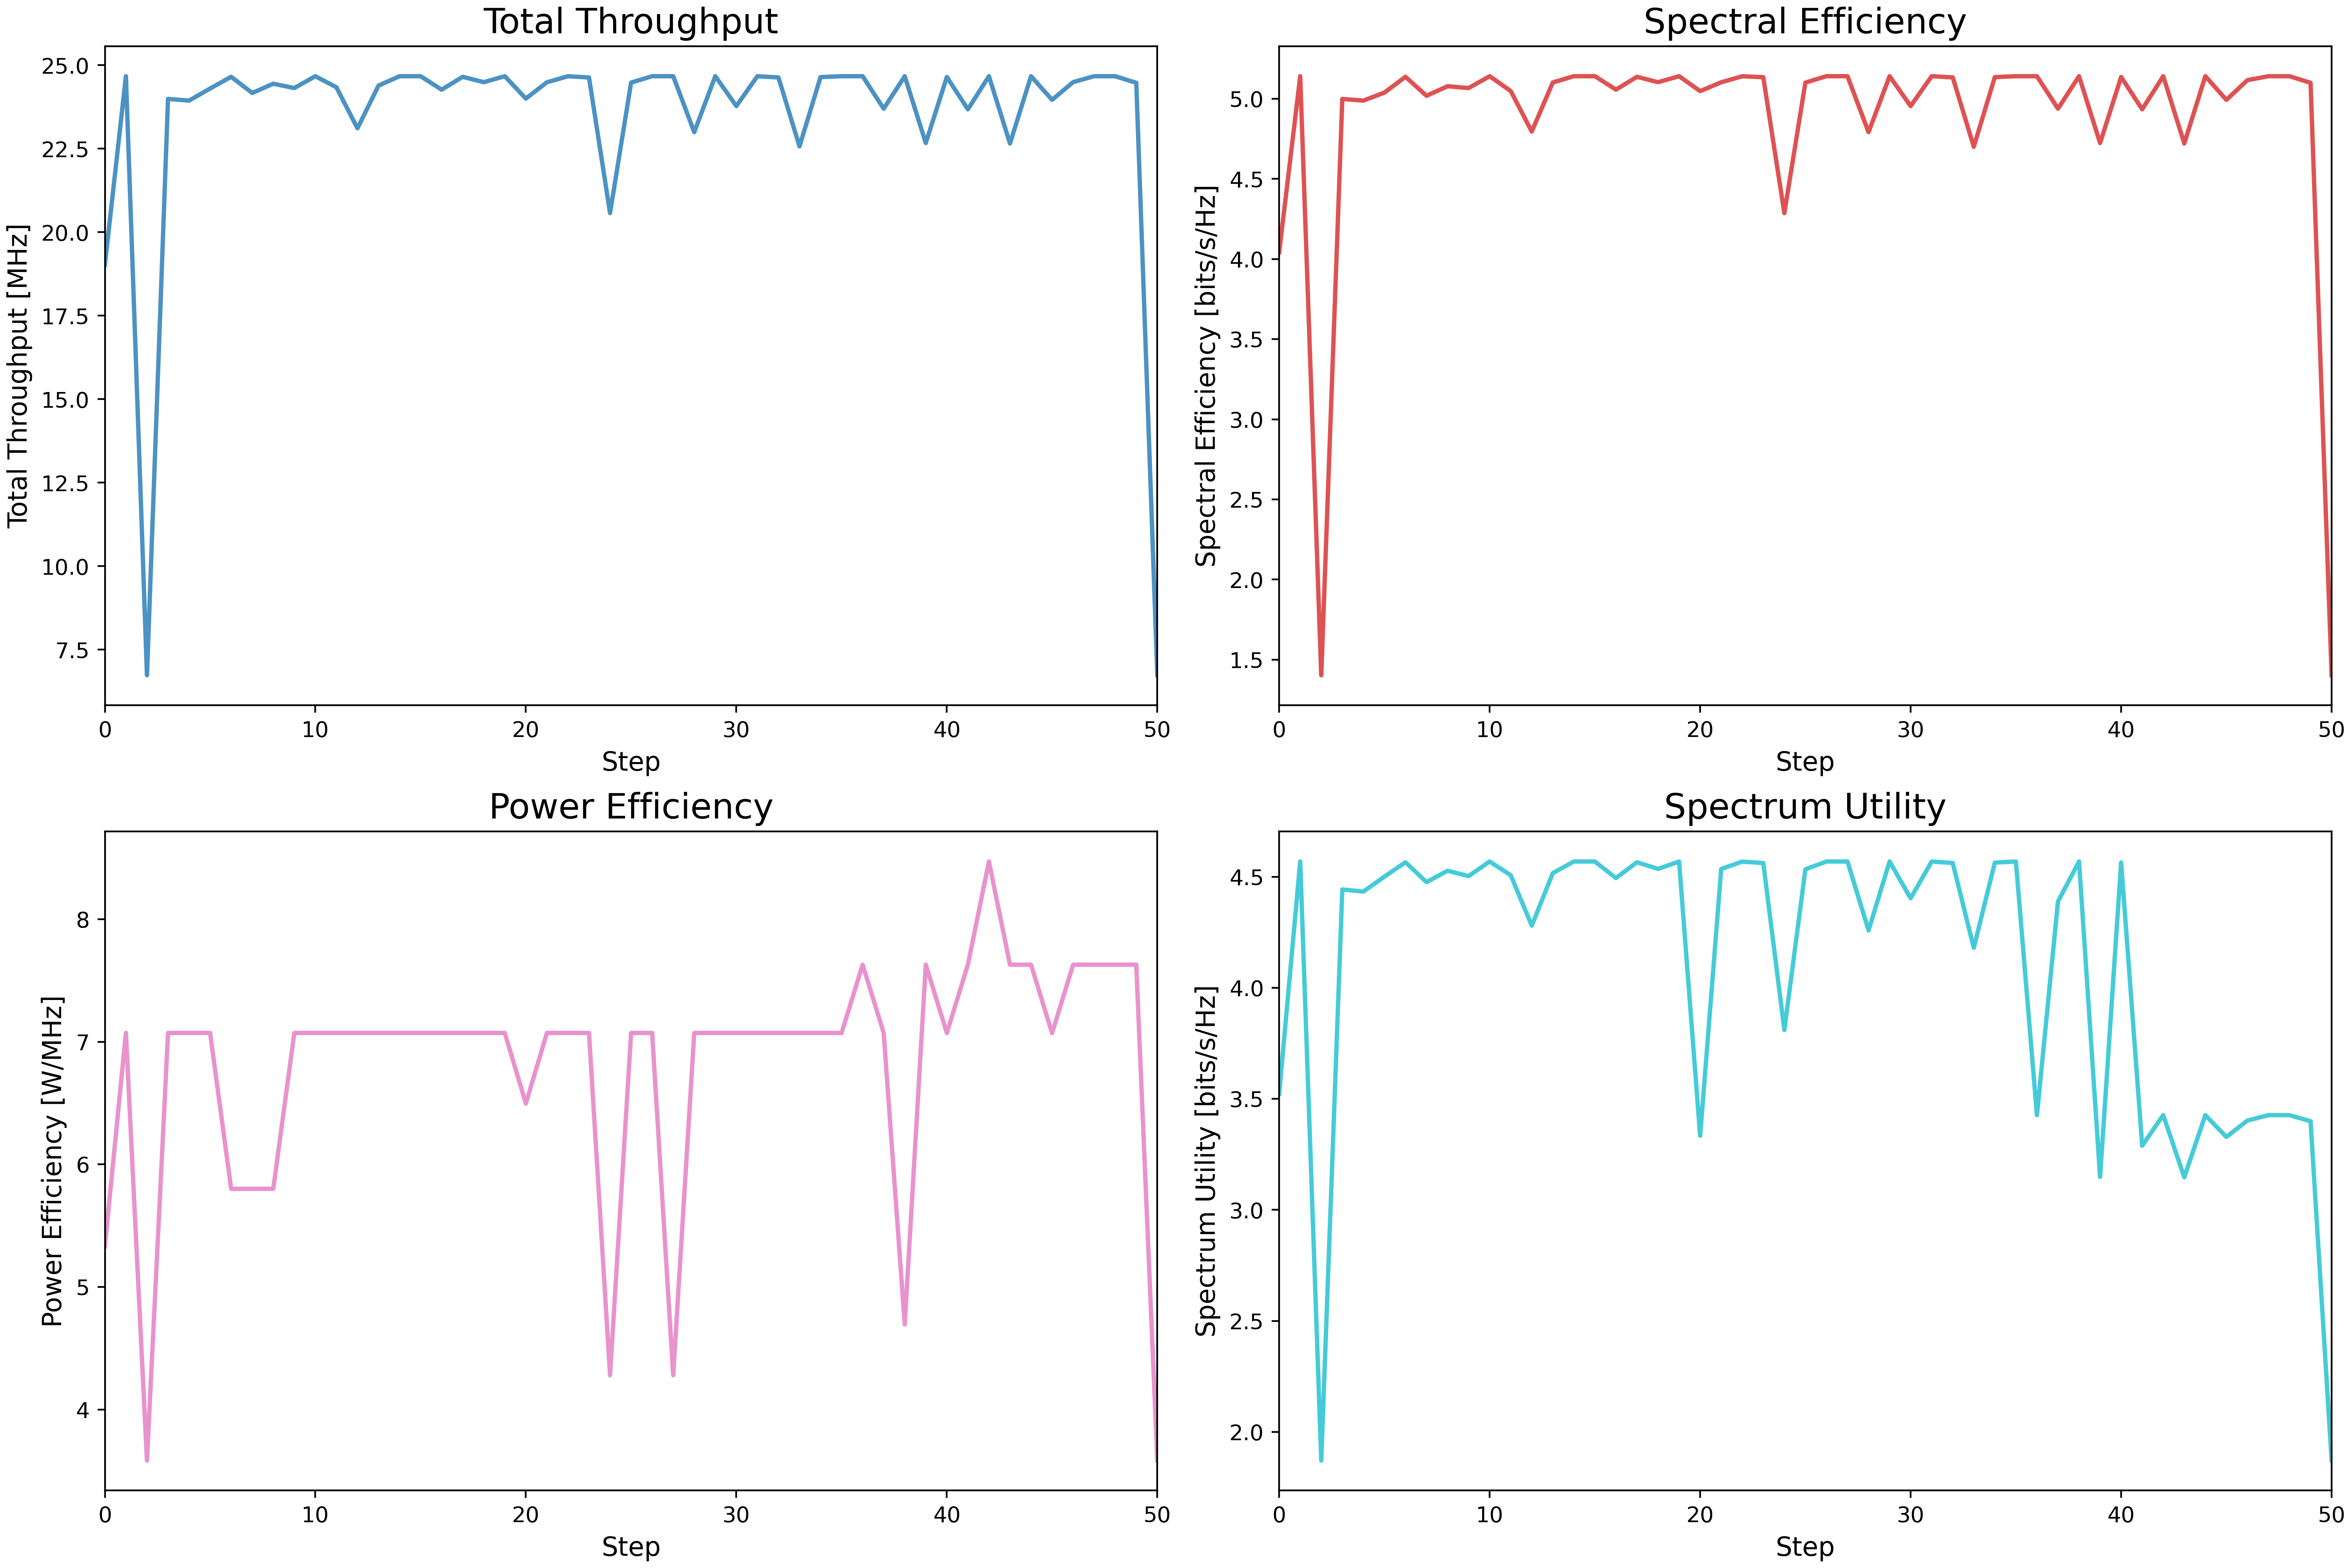 Total Throughput
Total Throughput [MHz]
25.0
22.5
20.0
17.5
15.0
12.5
10.0
7.5
0 10 20 30 40 50
Step
Spectral Efficiency
Spectral Efficiency [bits/s/Hz]
5.0
4.5
4.0
3.5
3.0
2.5
2.0
1.5
0 10 20 30 40 50
Step
Power Efficiency
Power Efficiency [W/MHz]
8
7
6
5
4
0 10 20 30 40 50
Step
Spectrum Utility
Spectrum Utility [bits/s/Hz]
4.5
4.0
3.5
3.0
2.5
2.0
0 10 20 30 40 50
Step